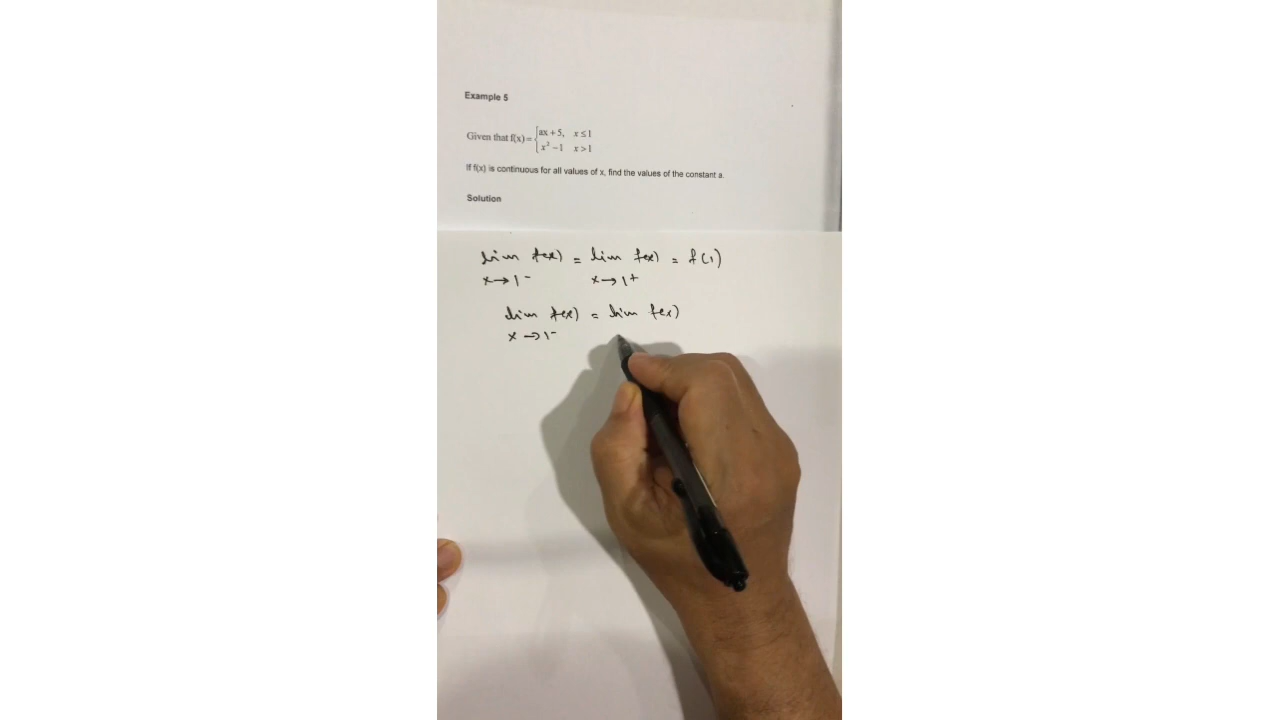 Example 5
Given that f(x) = { ax + 5, x ≤ 1
x² − 1 x > 1
If f(x) is continuous for all values of x, find the values of the constant a.
Solution
lim f(x) = lim f(x) = f(1)
x→1⁻ x→1⁺
lim f(x) = lim f(x)
x→1⁻